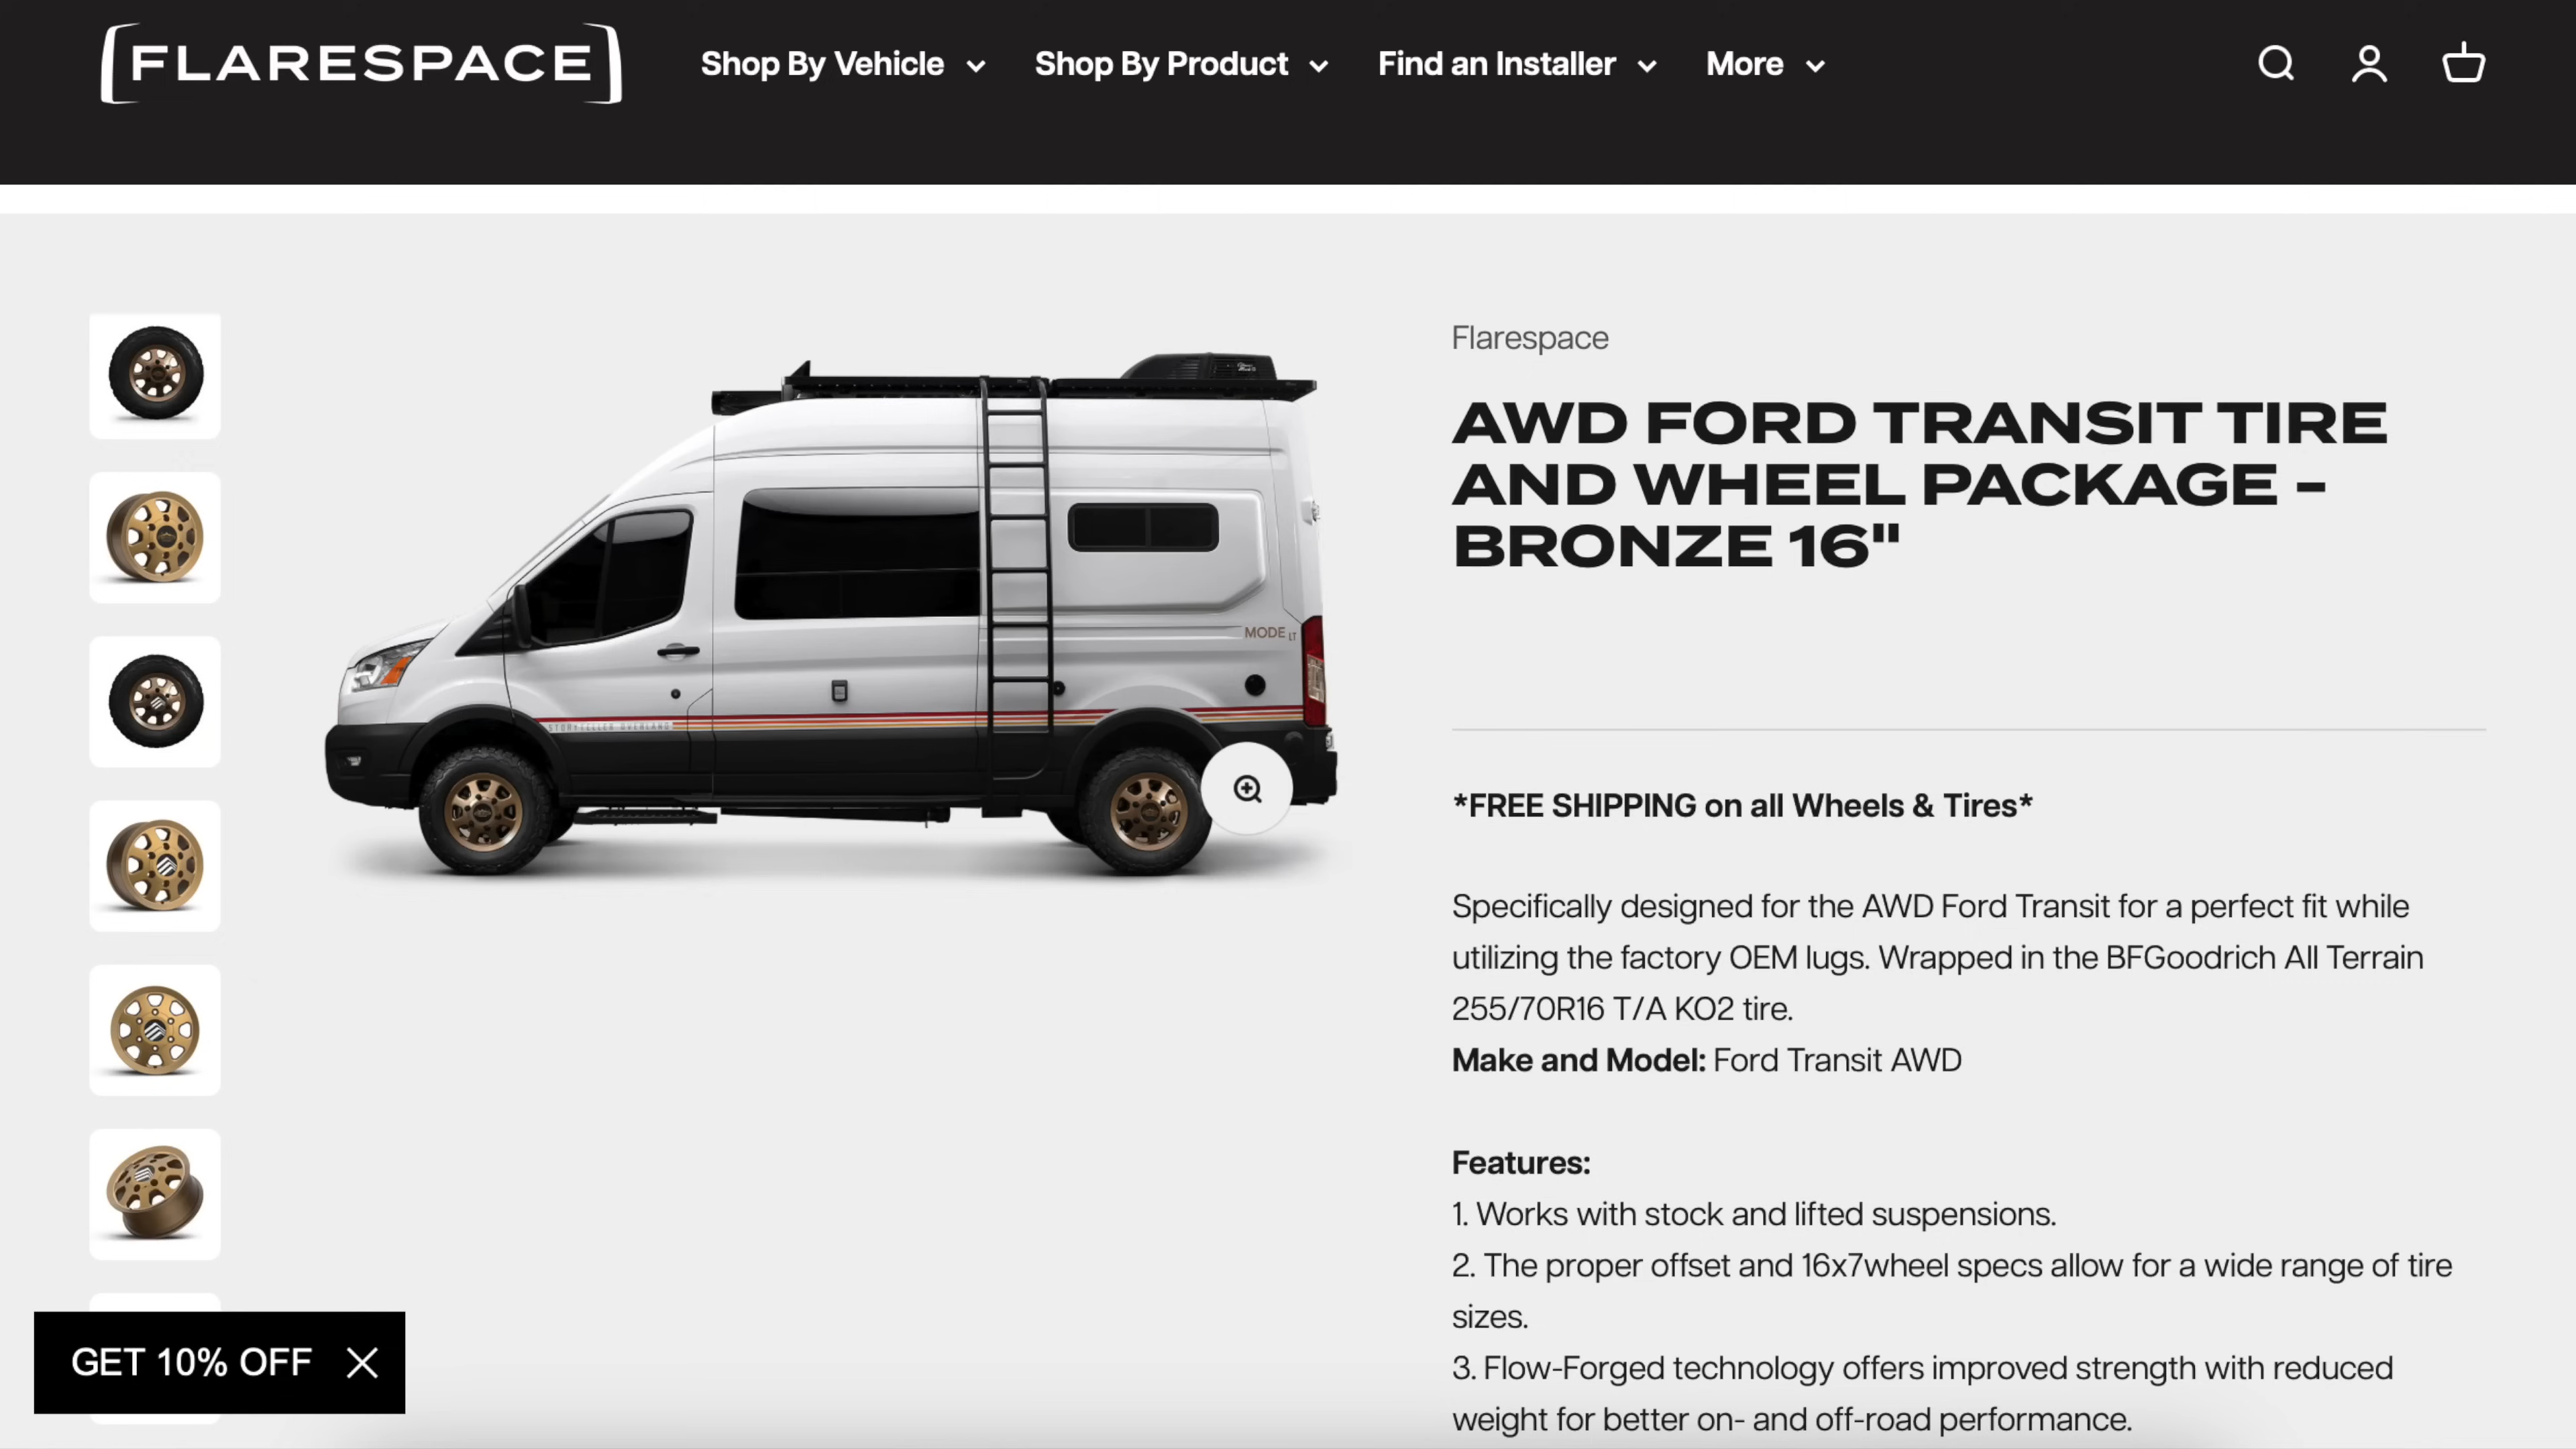 FLARESPACE
Shop By Vehicle
Shop By Product
Find an Installer
More
Flarespace
AWD FORD TRANSIT TIRE
AND WHEEL PACKAGE -
BRONZE 16"
MODE LT
STORYTELLER OVERLAND
*FREE SHIPPING on all Wheels & Tires*
Specifically designed for the AWD Ford Transit for a perfect fit while
utilizing the factory OEM lugs. Wrapped in the BFGoodrich All Terrain
255/70R16 T/A KO2 tire.
Make and Model: Ford Transit AWD
Features:
1. Works with stock and lifted suspensions.
2. The proper offset and 16x7wheel specs allow for a wide range of tire
sizes.
3. Flow-Forged technology offers improved strength with reduced
weight for better on- and off-road performance.
GET 10% OFF